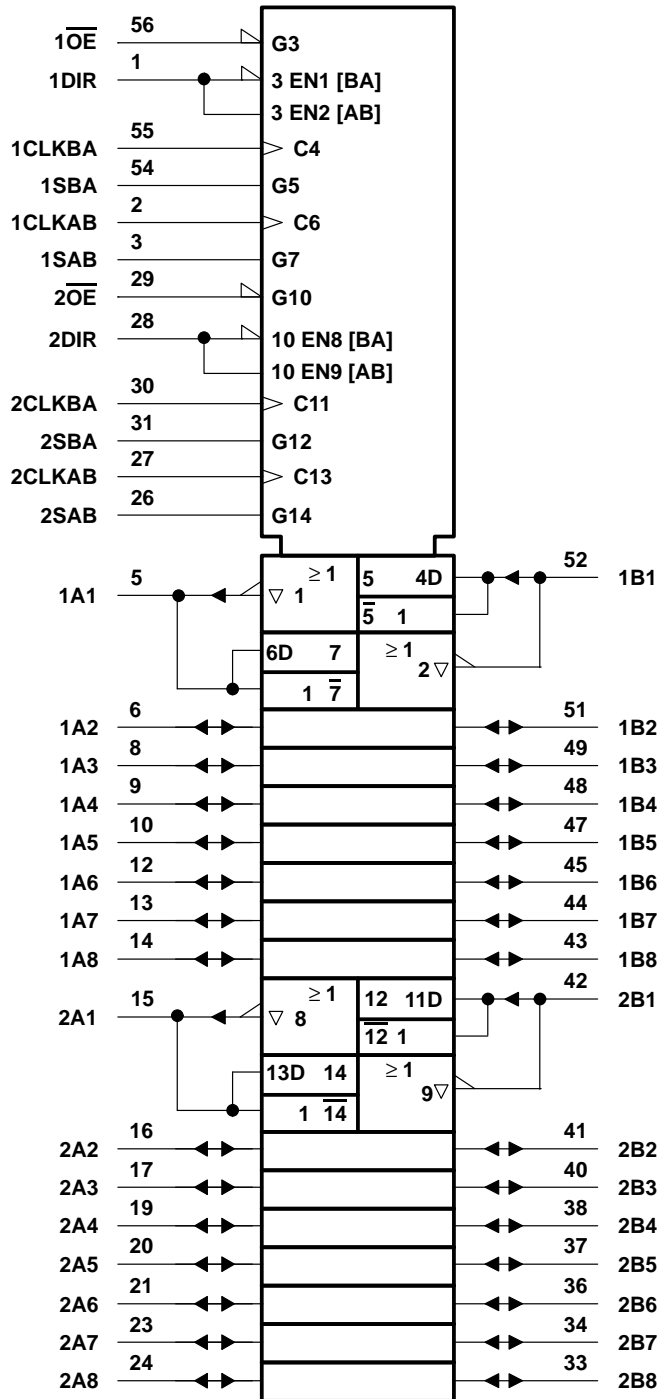 56
1O̅E̅ G3
1
1DIR 3 EN1 [BA]
3 EN2 [AB]
55
1CLKBA C4
54
1SBA G5
2
1CLKAB C6
3
1SAB G7
29
2O̅E̅ G10
28
2DIR 10 EN8 [BA]
10 EN9 [AB]
30
2CLKBA C11
31
2SBA G12
27
2CLKAB C13
26
2SAB G14
5 ≥ 1 5 4D 52
1A1 ▽ 1 1B1
5̅ 1
6D 7 ≥ 1
2 ▽
1 7̅
6 51
1A2 1B2
8 49
1A3 1B3
9 48
1A4 1B4
10 47
1A5 1B5
12 45
1A6 1B6
13 44
1A7 1B7
14 43
1A8 1B8
15 ≥ 1 12 11D 42
2A1 ▽ 8 2B1
1̅2̅ 1
13D 14 ≥ 1
9 ▽
1 1̅4̅
16 41
2A2 2B2
17 40
2A3 2B3
19 38
2A4 2B4
20 37
2A5 2B5
21 36
2A6 2B6
23 34
2A7 2B7
24 33
2A8 2B8